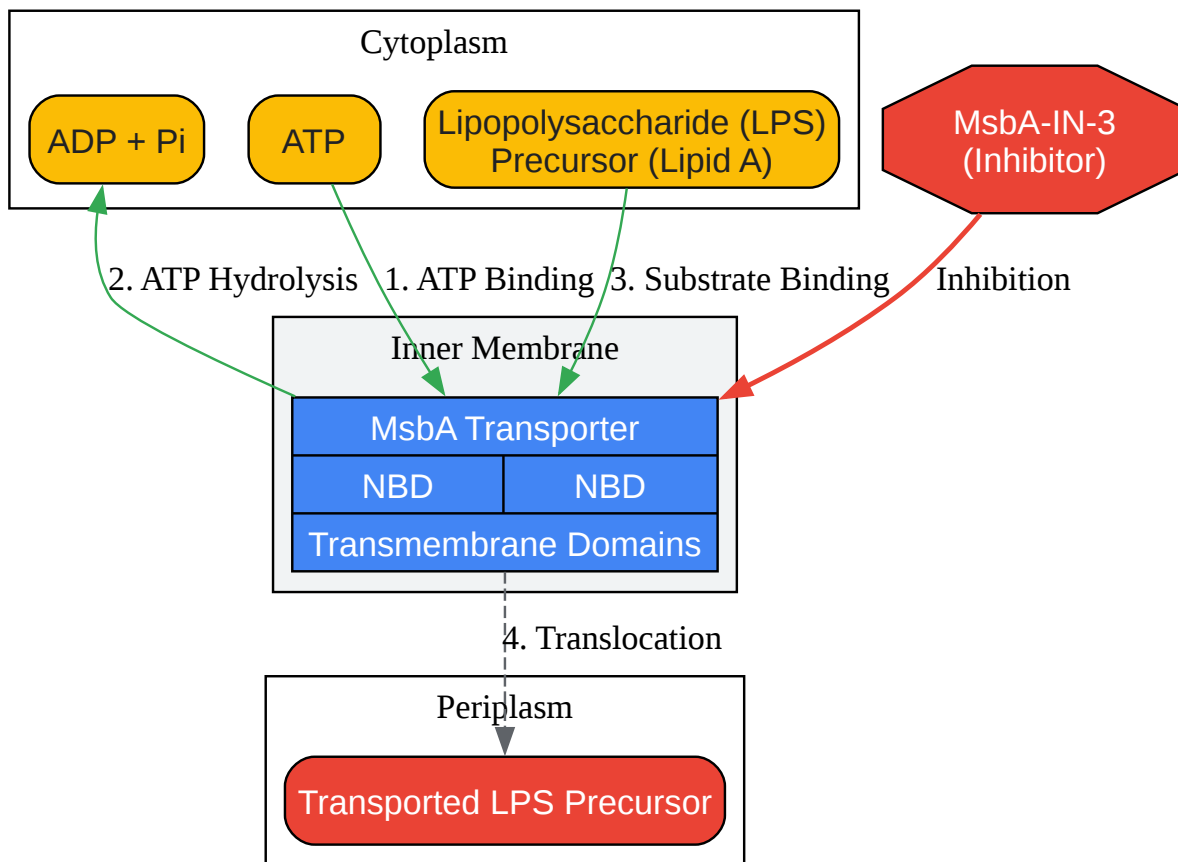 Cytoplasm
ADP + Pi
ATP
Lipopolysaccharide (LPS)
Precursor (Lipid A)
MsbA-IN-3
(Inhibitor)
2. ATP Hydrolysis
1. ATP Binding
3. Substrate Binding
Inhibition
Inner Membrane
MsbA Transporter
NBD
NBD
Transmembrane Domains
4. Translocation
Periplasm
Transported LPS Precursor